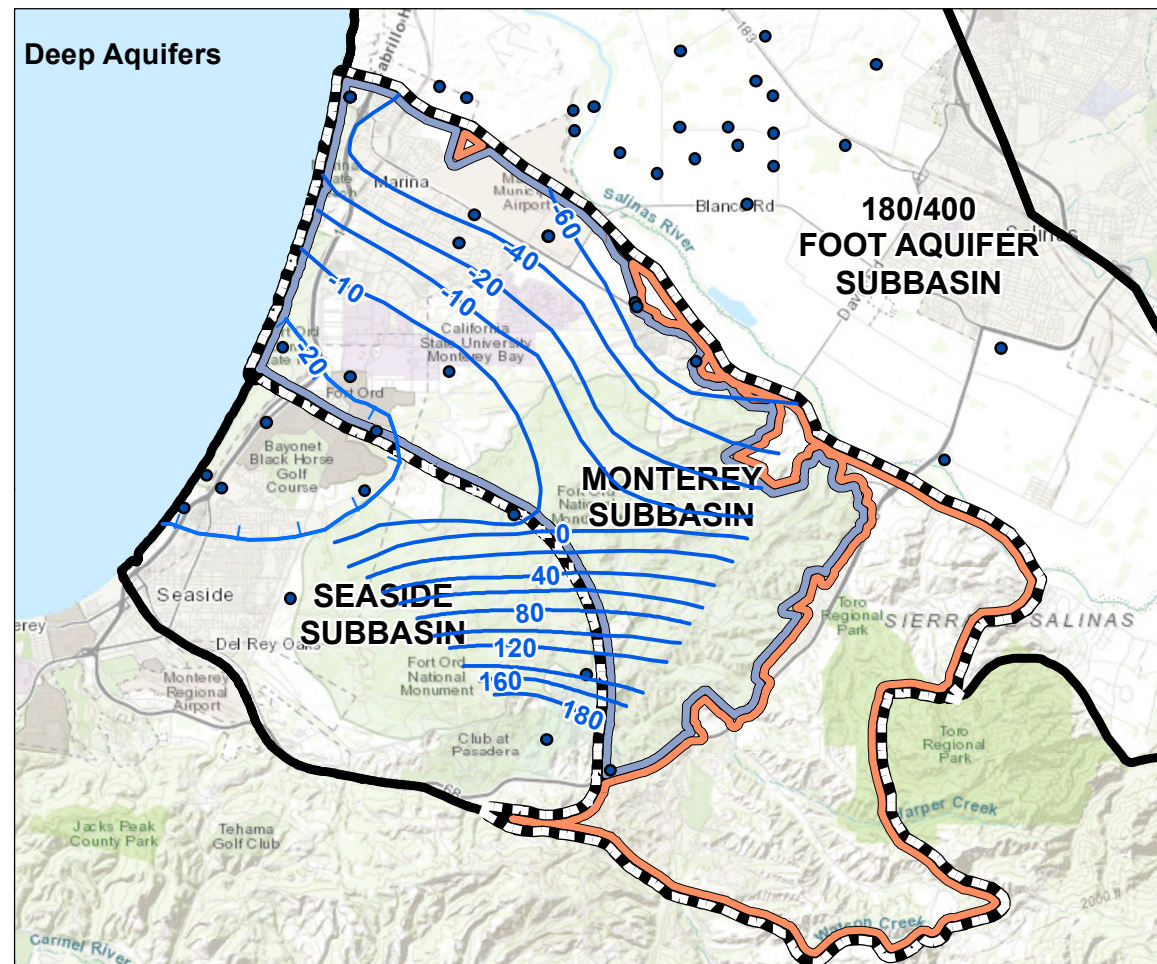 Deep Aquifers
183
Marina
Municipal
Airport
Salinas
River
Blanco Rd
180/400
FOOT AQUIFER
SUBBASIN
Salinas
-60
-40
-20
-10
-10
-20
California
State University
Monterey Bay
Fort Ord
Bayonet
Black Horse
Golf
Course
MONTEREY
SUBBASIN
0
40
80
120
160
180
Seaside
SEASIDE
SUBBASIN
Del Rey Oaks
Fort Ord
National
Monument
Monterey
Regional
Airport
Club at
Pasadera
68
Toro
Regional
Park
SIERRA
SALINAS
Toro
Regional
Park
Harper Creek
Jacks Peak
County Park
Tehama
Golf Club
Watson Creek
2000 ft
Carmel River